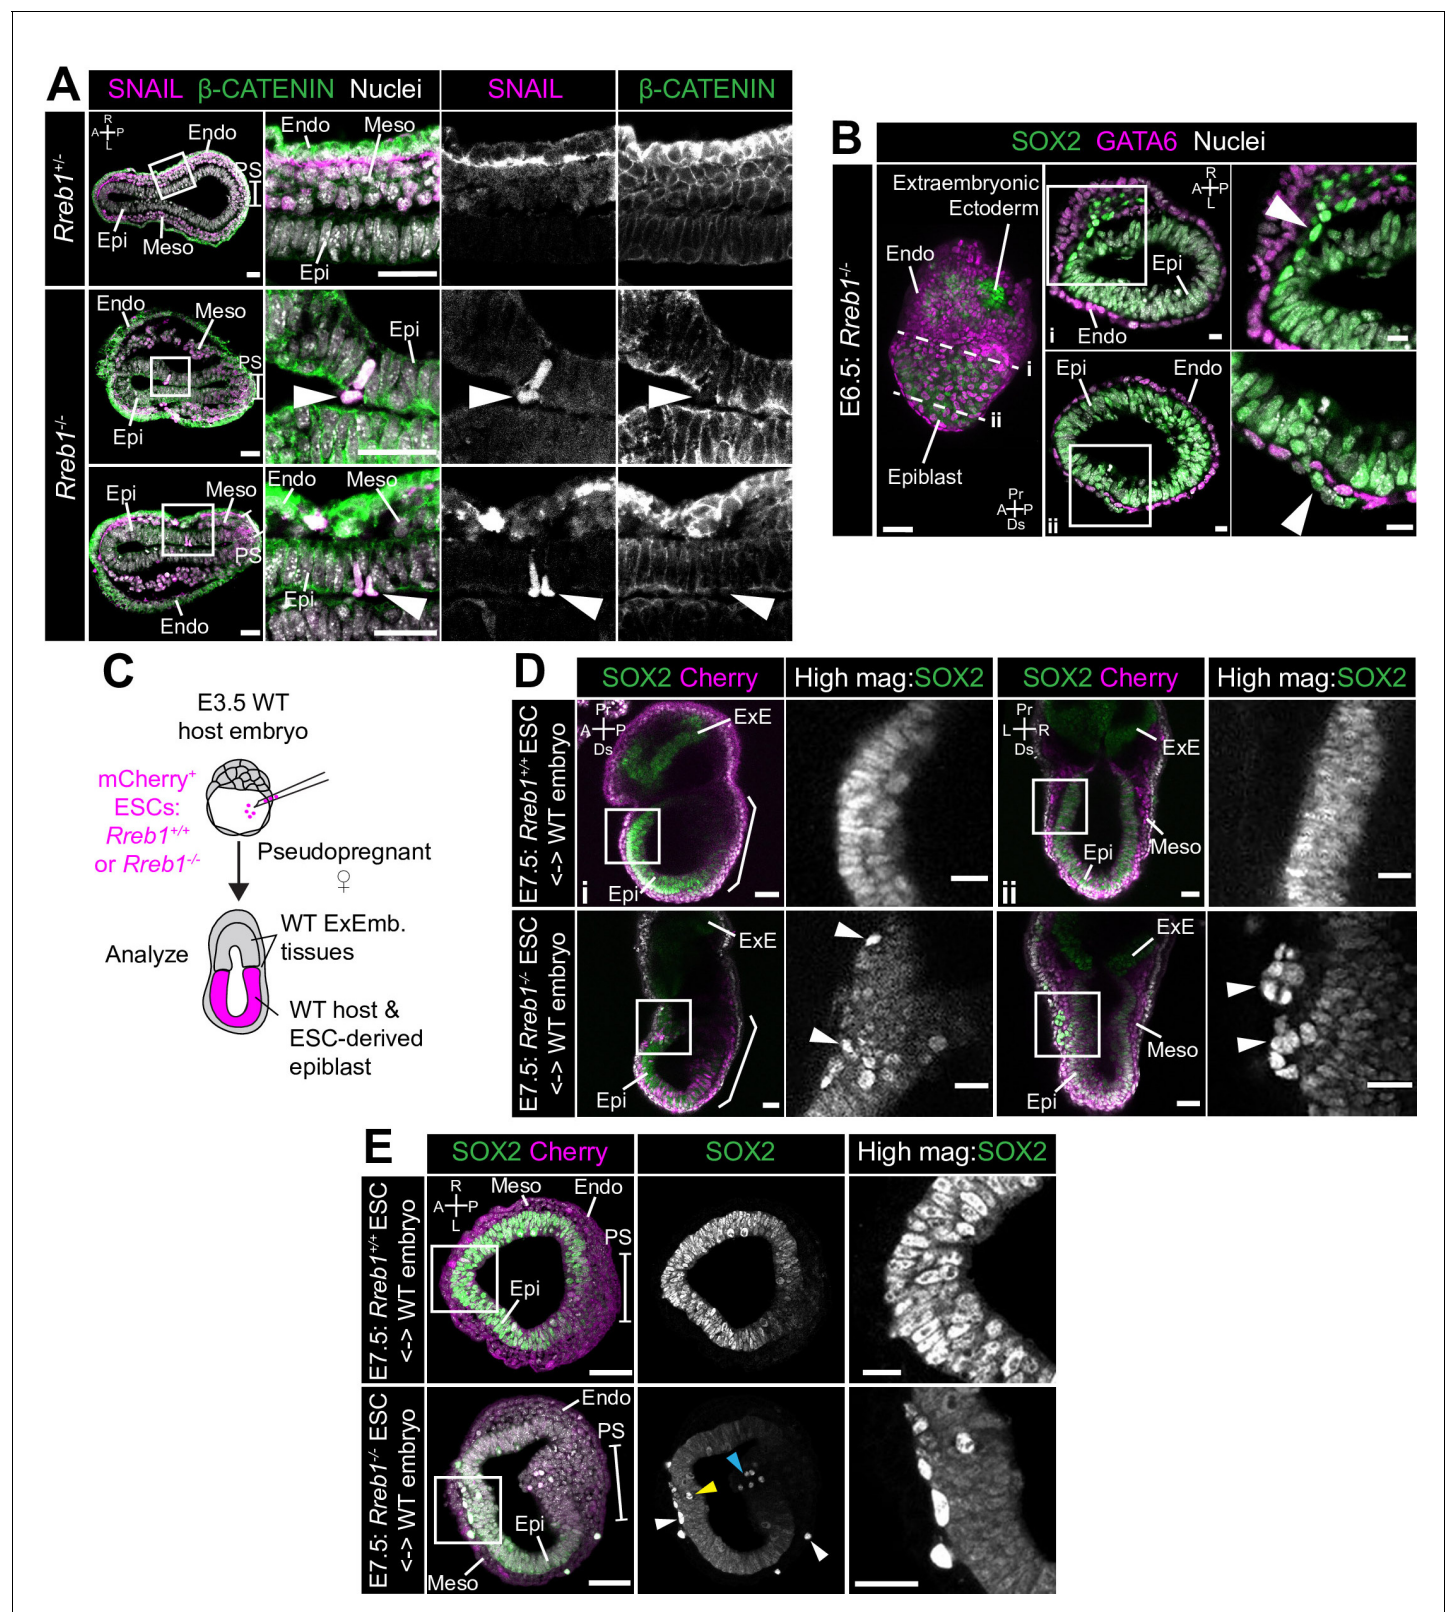 A
SNAIL β-CATENIN Nuclei
SNAIL
β-CATENIN
Rreb1+/-
R
A P
L
Endo
PS
Epi
Meso
Endo
Meso
Epi
Rreb1-/-
Endo
Meso
PS
Epi
Epi
Epi
Meso
PS
Endo
Endo
Meso
Epi
B
SOX2 GATA6 Nuclei
E6.5: Rreb1-/-
Extraembryonic
Ectoderm
Endo
i
ii
Epiblast
Pr
A P
Ds
R
A P
L
Epi
i
Endo
Epi
Endo
ii
C
E3.5 WT
host embryo
mCherry+
ESCs:
Rreb1+/+
or Rreb1-/-
Pseudopregnant
♀
Analyze
WT ExEmb.
tissues
WT host &
ESC-derived
epiblast
D
SOX2 Cherry
High mag:SOX2
SOX2 Cherry
High mag:SOX2
E7.5: Rreb1+/+ ESC
<-> WT embryo
Pr
A P
Ds
ExE
Epi
i
Pr
L R
Ds
ExE
Epi
Meso
ii
E7.5: Rreb1-/- ESC
<-> WT embryo
ExE
Epi
ExE
Meso
Epi
E
SOX2 Cherry
SOX2
High mag:SOX2
E7.5: Rreb1+/+ ESC
<-> WT embryo
R
A P
L
Meso
Endo
PS
Epi
E7.5: Rreb1-/- ESC
<-> WT embryo
Endo
PS
Epi
Meso